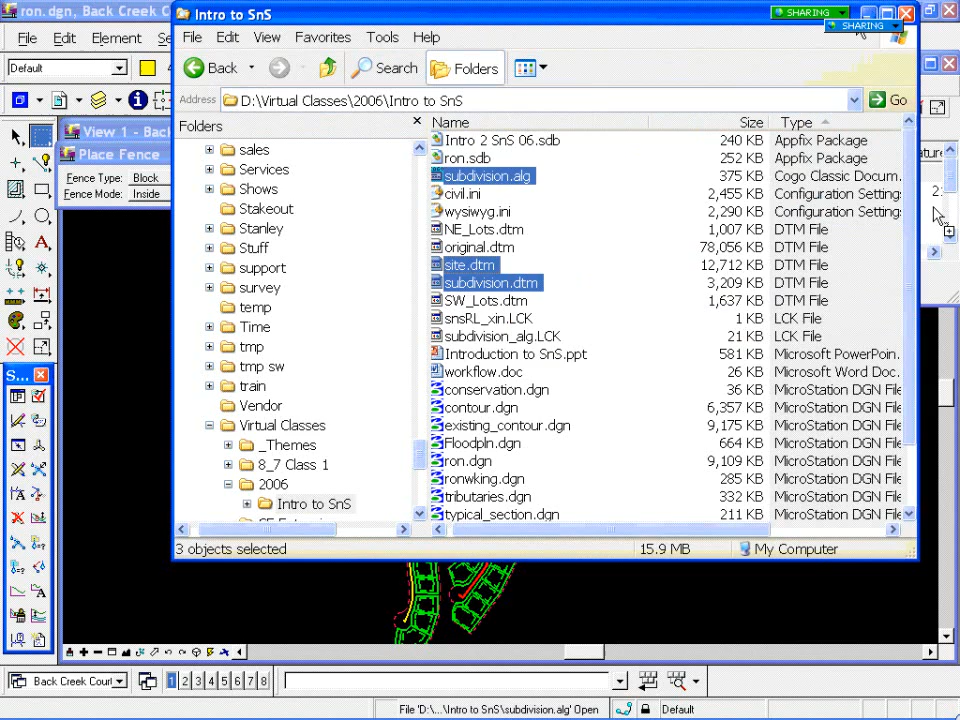 ron.dgn, Back Creek Cour
Intro to SnS
SHARING
SHARING
File Edit Element Se
File Edit View Favorites Tools Help
Default
Back
Search
Folders
Address D:\Virtual Classes\2006\Intro to SnS
Go
View 1 - Bac
Place Fence
Fence Type: Block
Fence Mode: Inside
Folders
sales
Services
Shows
Stakeout
Stanley
Stuff
support
survey
temp
Time
tmp
tmp sw
train
Vendor
Virtual Classes
_Themes
8_7 Class 1
2006
Intro to SnS
Name Size Type
Intro 2 SnS 06.sdb 240 KB Appfix Package
ron.sdb 252 KB Appfix Package
subdivision.alg 375 KB Cogo Classic Docum..
civil.ini 2,455 KB Configuration Settings
wysiwyg.ini 2,290 KB Configuration Settings
NE_Lots.dtm 1,007 KB DTM File
original.dtm 78,056 KB DTM File
site.dtm 12,712 KB DTM File
subdivision.dtm 3,209 KB DTM File
SW_Lots.dtm 1,637 KB DTM File
snsRL_xin.LCK 1 KB LCK File
subdivision_alg.LCK 21 KB LCK File
Introduction to SnS.ppt 581 KB Microsoft PowerPoin..
workflow.doc 26 KB Microsoft Word Doc..
conservation.dgn 36 KB MicroStation DGN File
contour.dgn 6,357 KB MicroStation DGN File
existing_contour.dgn 9,175 KB MicroStation DGN File
Floodpln.dgn 664 KB MicroStation DGN File
ron.dgn 9,109 KB MicroStation DGN File
ronwking.dgn 285 KB MicroStation DGN File
tributaries.dgn 332 KB MicroStation DGN File
typical_section.dgn 211 KB MicroStation DGN File
3 objects selected 15.9 MB My Computer
S...
Back Creek Court
1 2 3 4 5 6 7 8
File 'D:\...\Intro to SnS\subdivision.alg' Open
Default